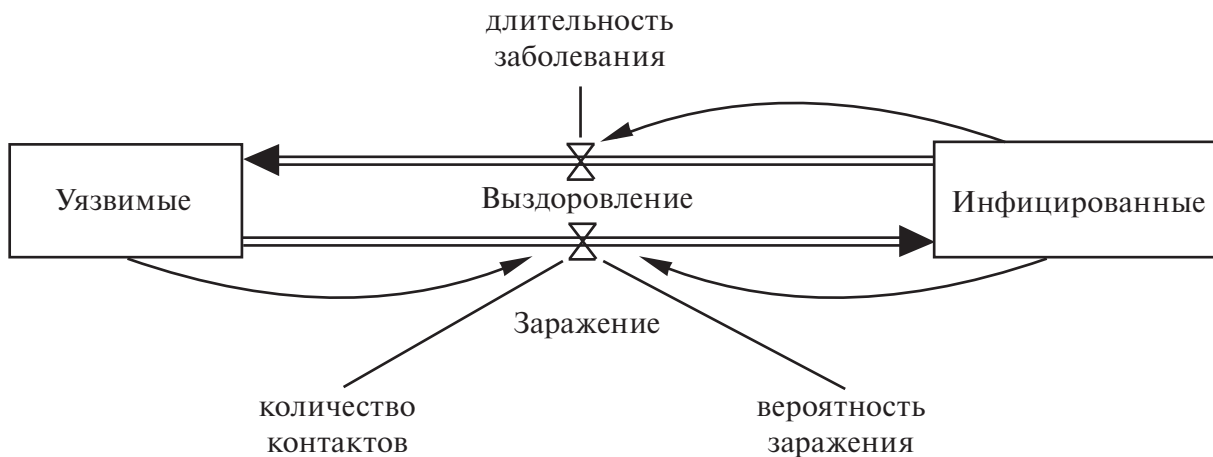 длительность
заболевания
Уязвимые
Выздоровление
Инфицированные
Заражение
количество
контактов
вероятность
заражения